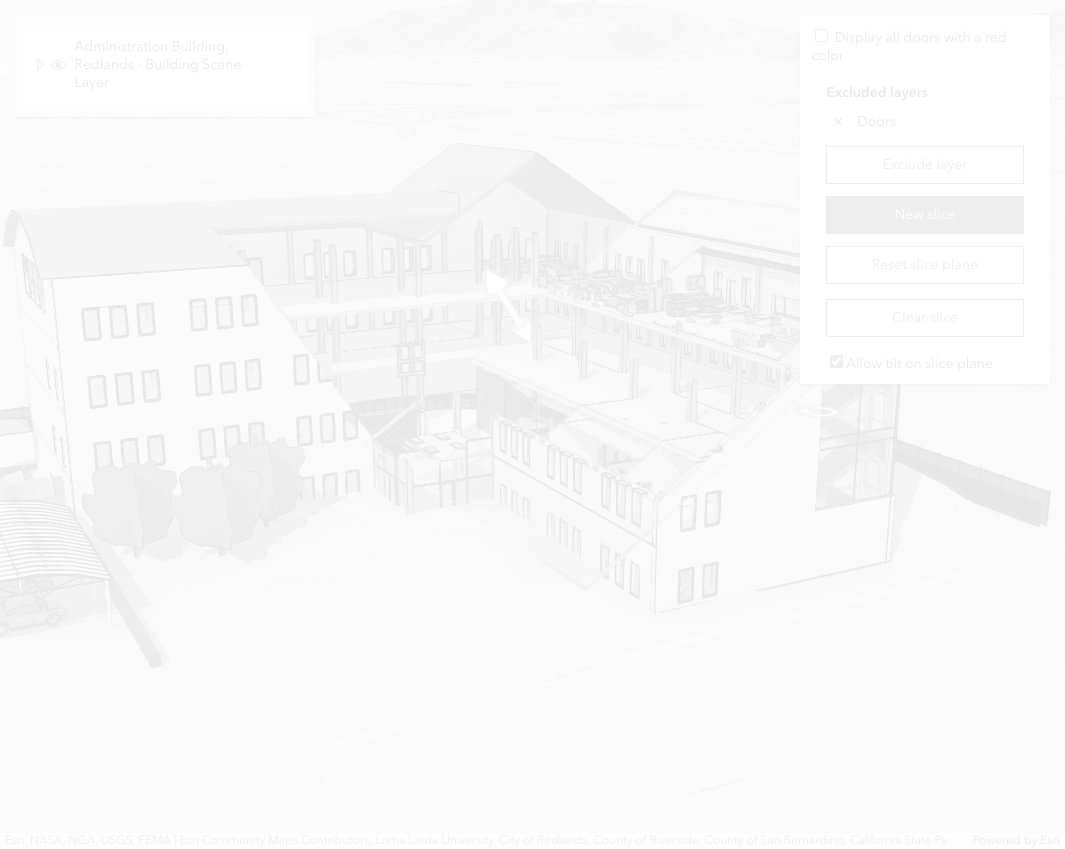 Administration Building,
Redlands - Building Scene
Layer
Display all doors with a red
color
Excluded layers
× Doors
Exclude layer
New slice
Reset slice plane
Clear slice
Allow tilt on slice plane
Esri, NASA, NGA, USGS, FEMA | Esri Community Maps Contributors, Loma Linda University, City of Redlands, County of Riverside, County of San Bernardino, California State Pa... Powered by Esri